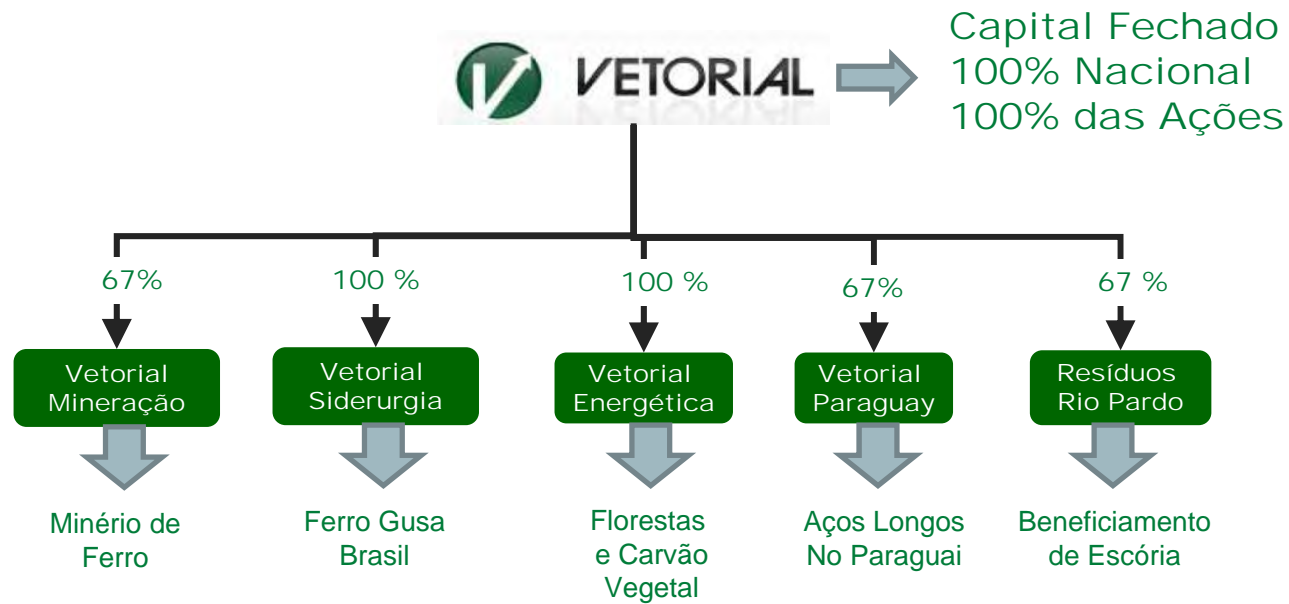 VETORIAL
Capital Fechado
100% Nacional
100% das Ações
67%
100 %
100 %
67%
67 %
Vetorial
Mineração
Vetorial
Siderurgia
Vetorial
Energética
Vetorial
Paraguay
Resíduos
Rio Pardo
Minério de
Ferro
Ferro Gusa
Brasil
Florestas
e Carvão
Vegetal
Aços Longos
No Paraguai
Beneficiamento
de Escória